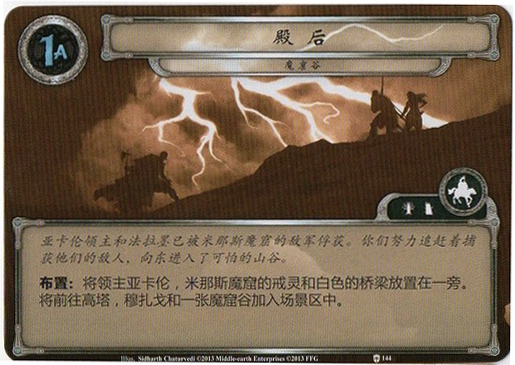 1A
殿后
魔窟谷
亚卡伦领主和法拉墨已被米那斯魔窟的敌军俘获。你们努力追赶着捕
获他们的敌人，向东进入了可怕的山谷。
布置：将领主亚卡伦，米那斯魔窟的戒灵和白色的桥梁放置在一旁。
将前往高塔，穆扎戈和一张魔窟谷加入场景区中。
Illus. Sidharth Chaturvedi ©2013 Middle-earth Enterprises ©2013 FFG 144